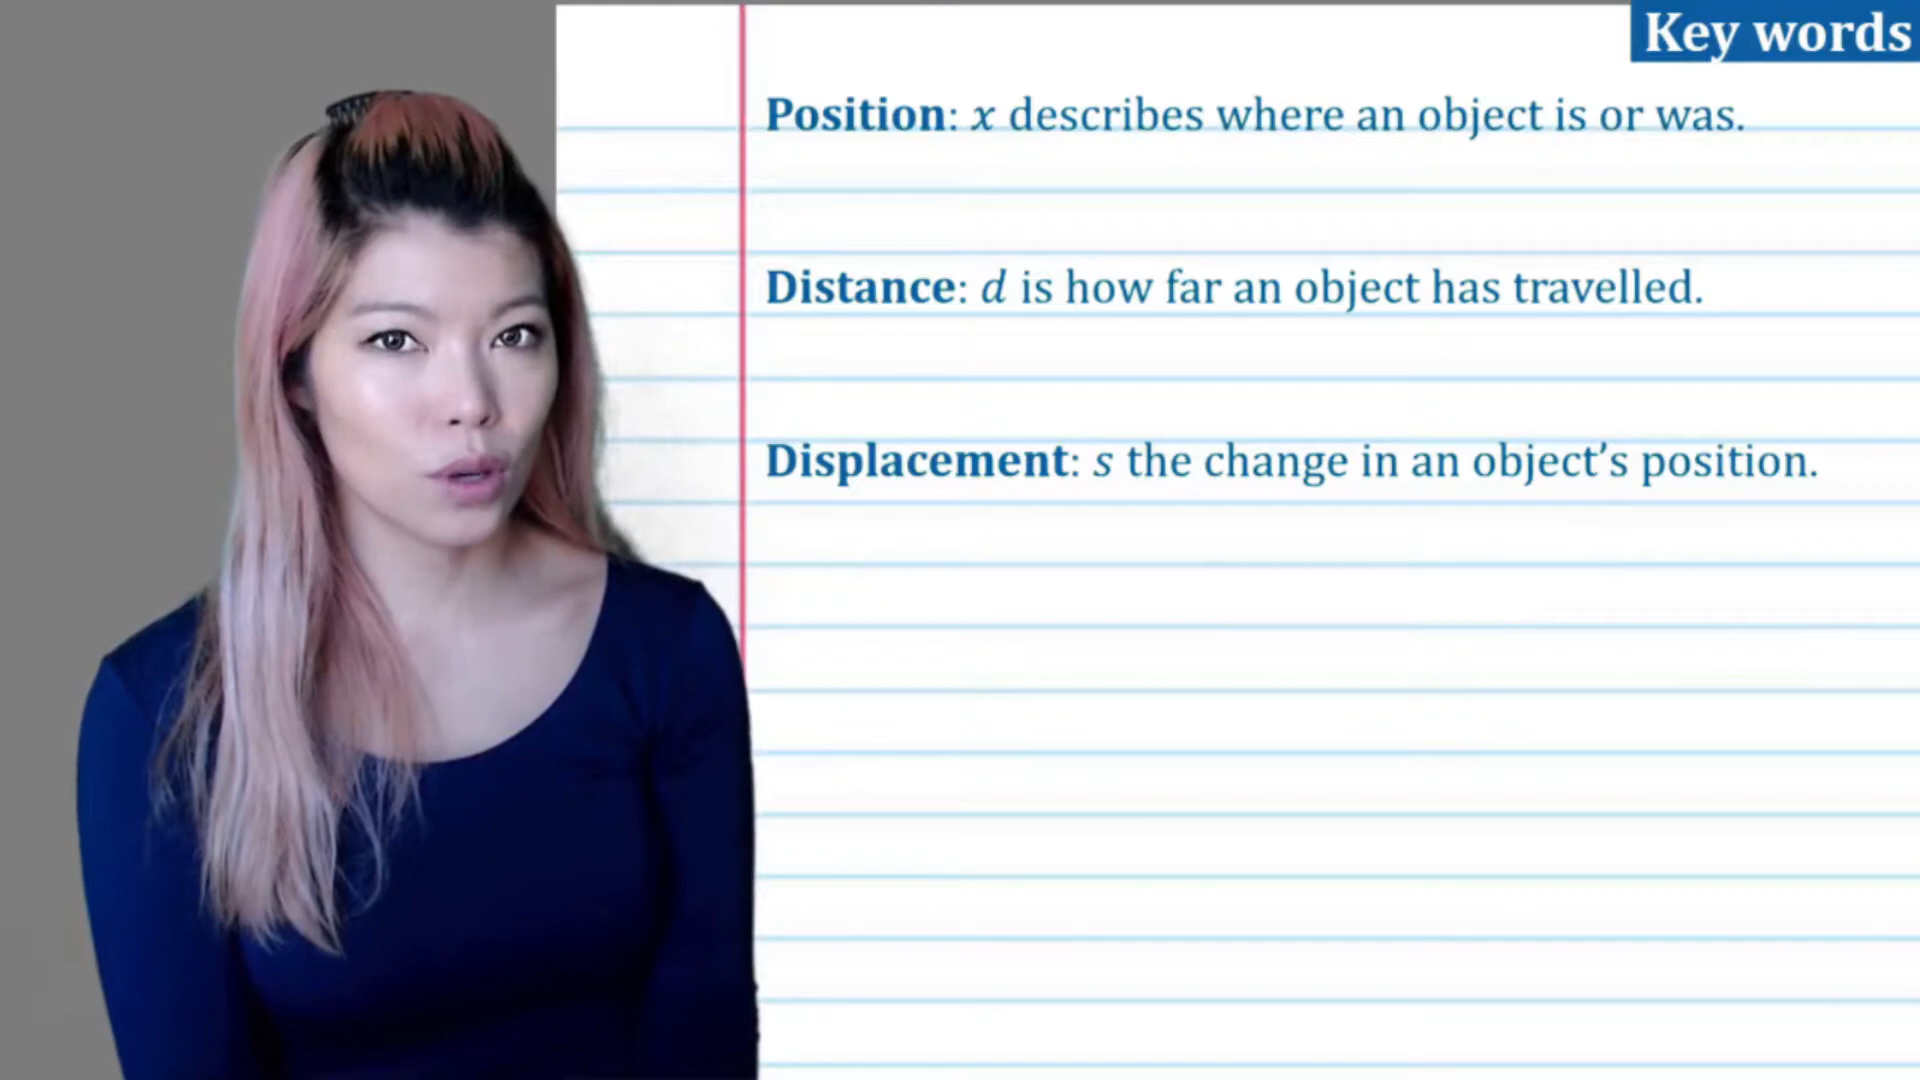 Key words
Position: x describes where an object is or was.
Distance: d is how far an object has travelled.
Displacement: s the change in an object’s position.